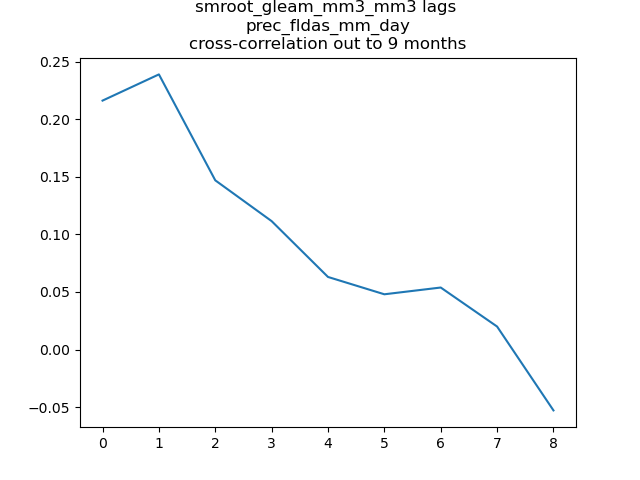 smroot_gleam_mm3_mm3 lags
prec_fldas_mm_day
cross-correlation out to 9 months
0.25
0.20
0.15
0.10
0.05
0.00
−0.05
0 1 2 3 4 5 6 7 8